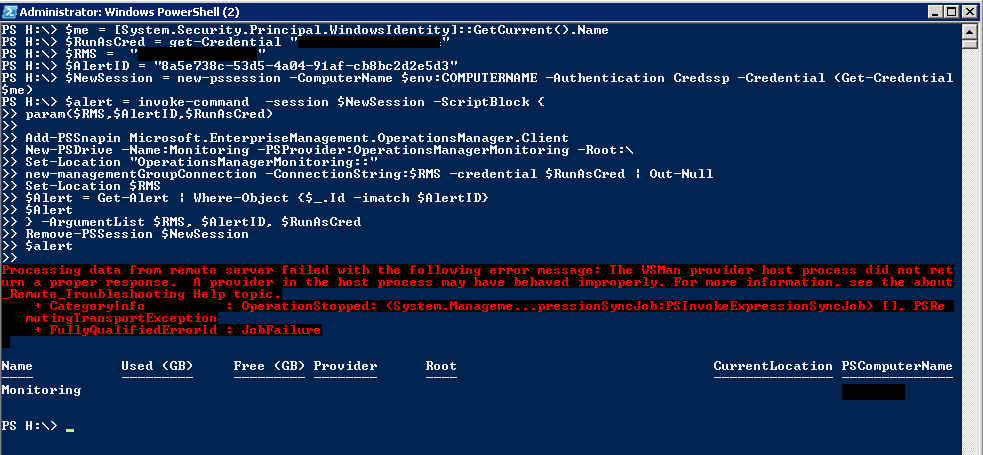 Administrator: Windows PowerShell (2)
PS H:\> $me = [System.Security.Principal.WindowsIdentity]::GetCurrent().Name
PS H:\> $RunAsCred = get-Credential "                    "
PS H:\> $RMS =  "               "
PS H:\> $AlertID = "8a5e738c-53d5-4a04-91af-cb8bc2d2e5d3"
PS H:\> $NewSession = new-pssession -ComputerName $env:COMPUTERNAME -Authentication Credssp -Credential (Get-Credential
$me)
PS H:\> $alert = invoke-command  -session $NewSession -ScriptBlock {
>> param($RMS,$AlertID,$RunAsCred)
>>
>> Add-PSSnapin Microsoft.EnterpriseManagement.OperationsManager.Client
>> New-PSDrive -Name:Monitoring -PSProvider:OperationsManagerMonitoring -Root:\
>> Set-Location "OperationsManagerMonitoring::"
>> new-managementGroupConnection -ConnectionString:$RMS -credential $RunAsCred | Out-Null
>> Set-Location $RMS
>> $Alert = Get-Alert | Where-Object {$_.Id -imatch $AlertID}
>> $Alert
>> } -ArgumentList $RMS, $AlertID, $RunAsCred
>> Remove-PSSession $NewSession
>> $alert
>>
Processing data from remote server failed with the following error message: The WSMan provider host process did not ret
urn a proper response.  A provider in the host process may have behaved improperly. For more information, see the about
_Remote_Troubleshooting Help topic.
    + CategoryInfo          : OperationStopped: (System.Manageme...pressionSyncJob:PSInvokeExpressionSyncJob) [], PSRe
   motingTransportException
    + FullyQualifiedErrorId : JobFailure
Name           Used (GB)     Free (GB) Provider      Root                                CurrentLocation PSComputerName
----           ---------     --------- --------      ----                                --------------- --------------
Monitoring
PS H:\> _